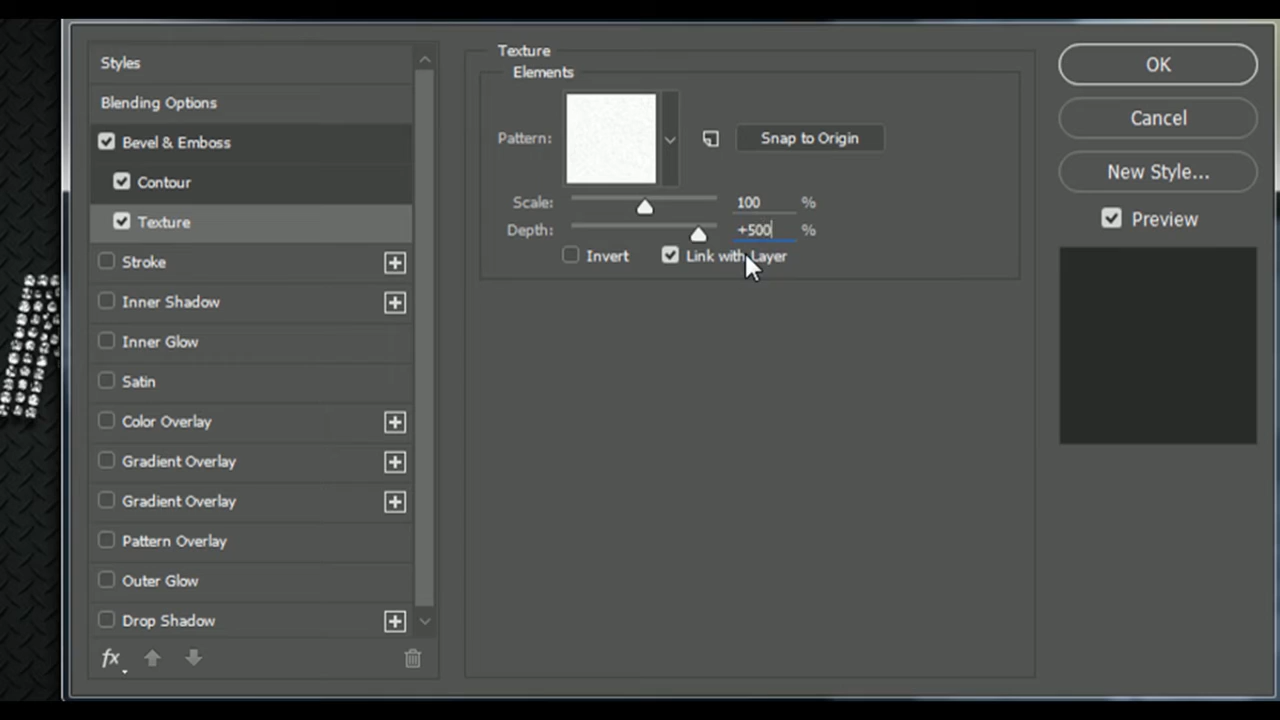 Styles
Blending Options
Bevel & Emboss
Contour
Texture
Stroke
Inner Shadow
Inner Glow
Satin
Color Overlay
Gradient Overlay
Gradient Overlay
Pattern Overlay
Outer Glow
Drop Shadow
fx
Texture
Elements
Pattern: Snap to Origin
Scale: 100 %
Depth: +500 %
Invert Link with Layer
OK
Cancel
New Style...
Preview